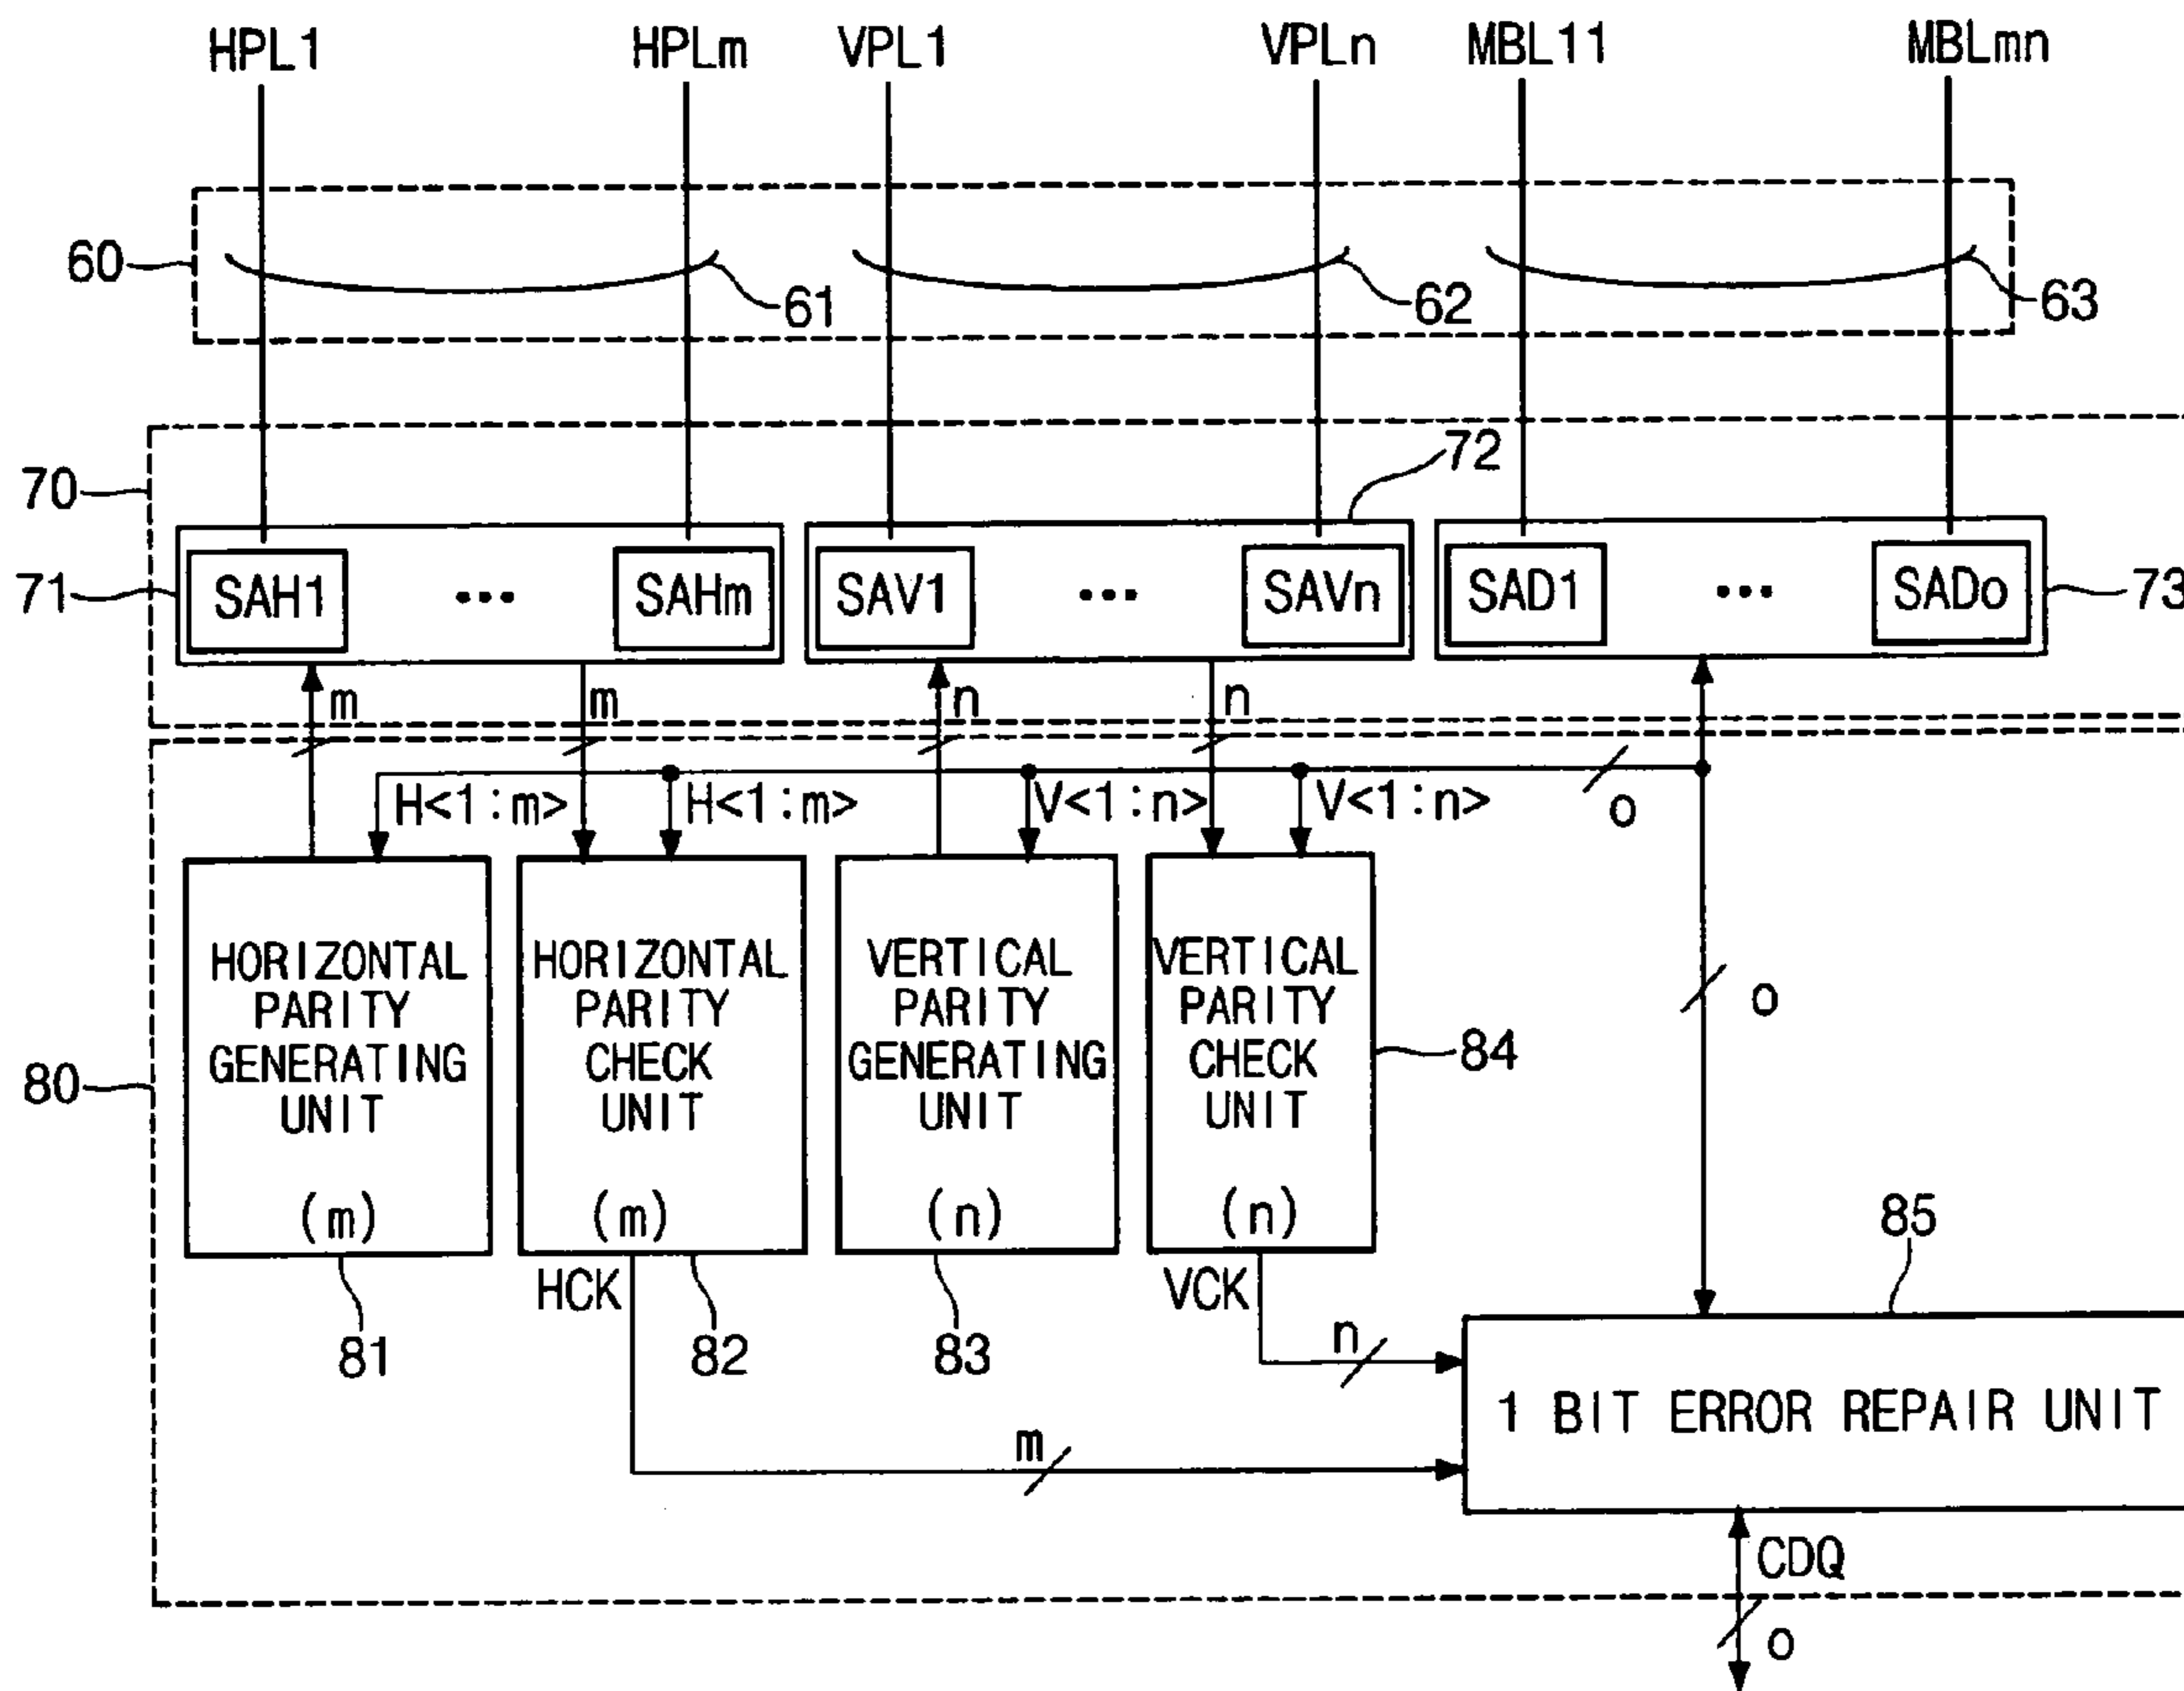 HPL1 HPLm VPL1 VPLn MBL11 MBLmn
60 61 62 63
70 72
71 SAH1 ••• SAHm SAV1 ••• SAVn SAD1 ••• SADo 73
m m n n
H<1:m> H<1:m> V<1:n> V<1:n> o
HORIZONTAL
PARITY
GENERATING
UNIT
(m)
HORIZONTAL
PARITY
CHECK
UNIT
(m)
VERTICAL
PARITY
GENERATING
UNIT
(n)
VERTICAL
PARITY
CHECK
UNIT
(n)
o
84
80
85
HCK VCK
81 82 83
n
m
1 BIT ERROR REPAIR UNIT
CDQ
o